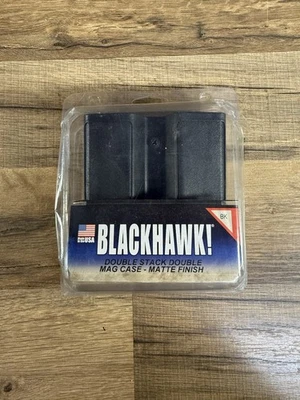 BK
USA
BLACKHAWK!
DOUBLE STACK DOUBLE
MAG CASE - MATTE FINISH